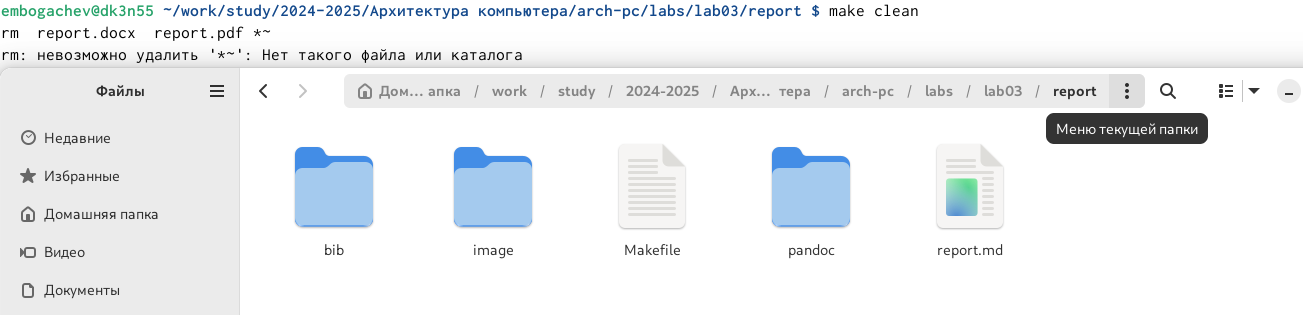 embogachev@dk3n55 ~/work/study/2024-2025/Архитектура компьютера/arch-pc/labs/lab03/report $ make clean
rm  report.docx  report.pdf *~
rm: невозможно удалить '*~': Нет такого файла или каталога
Файлы
Дом… апка / work / study / 2024-2025 / Арх… тера / arch-pc / labs / lab03 / report
Меню текущей папки
Недавние
Избранные
Домашняя папка
Видео
Документы
bib
image
Makefile
pandoc
report.md